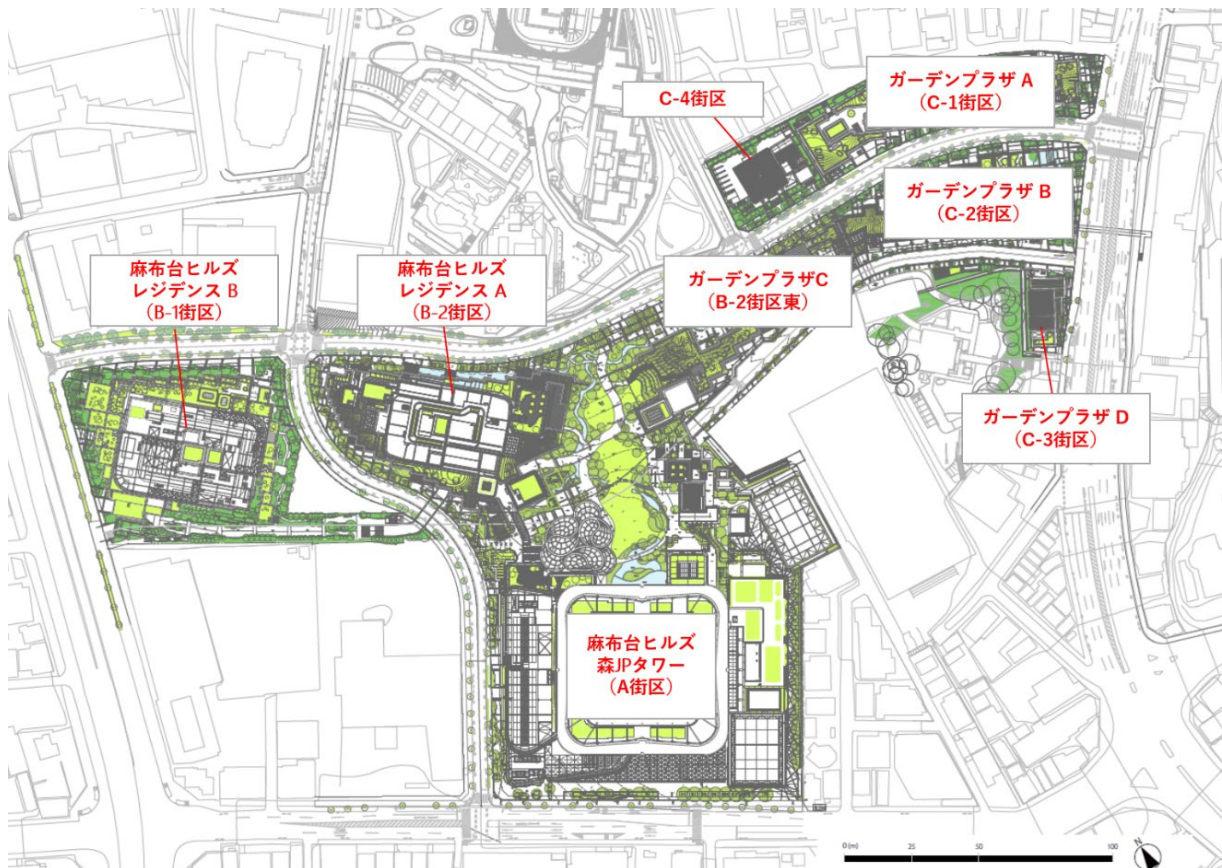 ガーデンプラザ A
（C-1街区）
C-4街区
ガーデンプラザ B
（C-2街区）
麻布台ヒルズ
レジデンス B
（B-1街区）
麻布台ヒルズ
レジデンス A
（B-2街区）
ガーデンプラザC
（B-2街区東）
ガーデンプラザ D
（C-3街区）
麻布台ヒルズ
森JPタワー
（A街区）
0 (m) 25 50 100